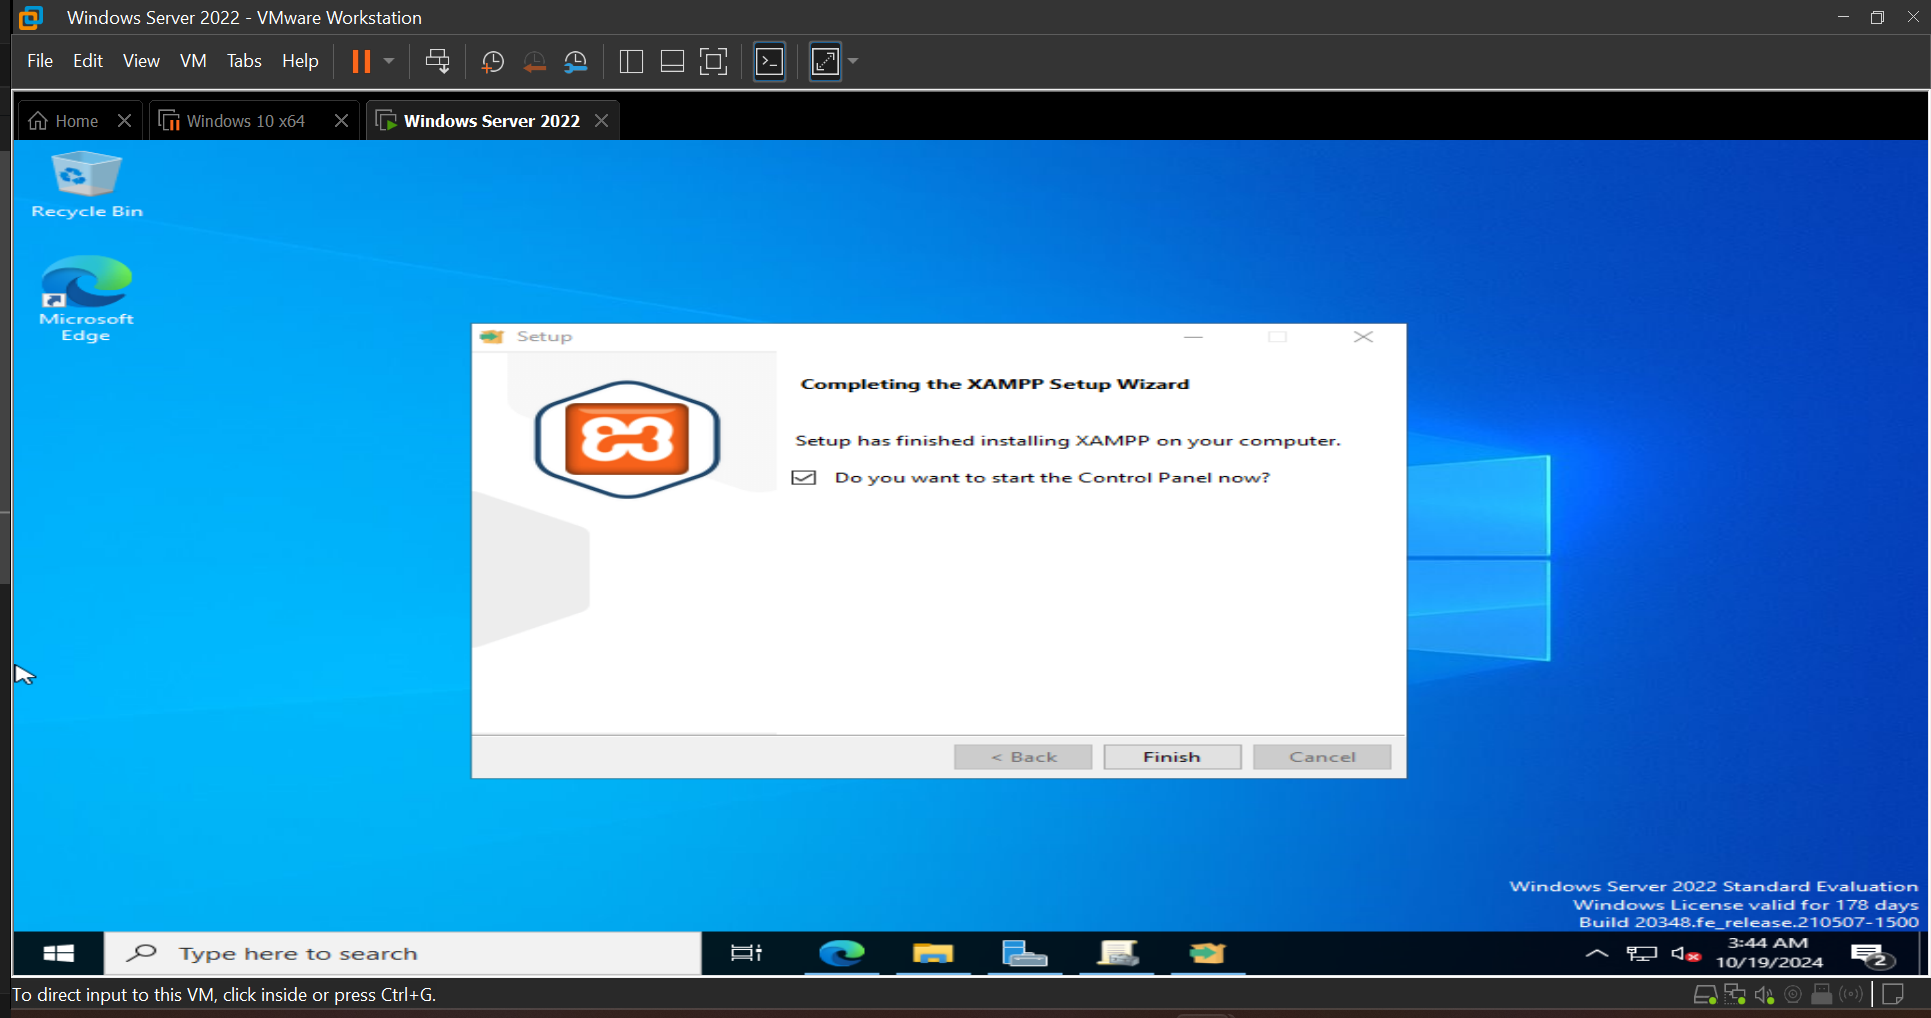 Windows Server 2022 - VMware Workstation
File Edit View VM Tabs Help
Home Windows 10 x64 Windows Server 2022
Recycle Bin
Microsoft
Edge
Setup
Completing the XAMPP Setup Wizard
Setup has finished installing XAMPP on your computer.
Do you want to start the Control Panel now?
< Back Finish Cancel
Windows Server 2022 Standard Evaluation
Windows License valid for 178 days
Build 20348.fe_release.210507-1500
Type here to search
3:44 AM
10/19/2024
2
To direct input to this VM, click inside or press Ctrl+G.